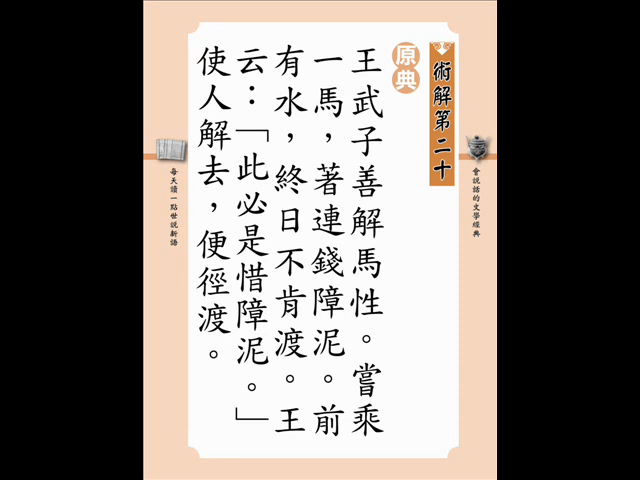 會說話的文學經典
術解第二十
原典
王武子善解馬性。嘗乘
一馬，著連錢障泥。前
有水，終日不肯渡。王
云：「此必是惜障泥。」
使人解去，便徑渡。
每天讀一點世說新語